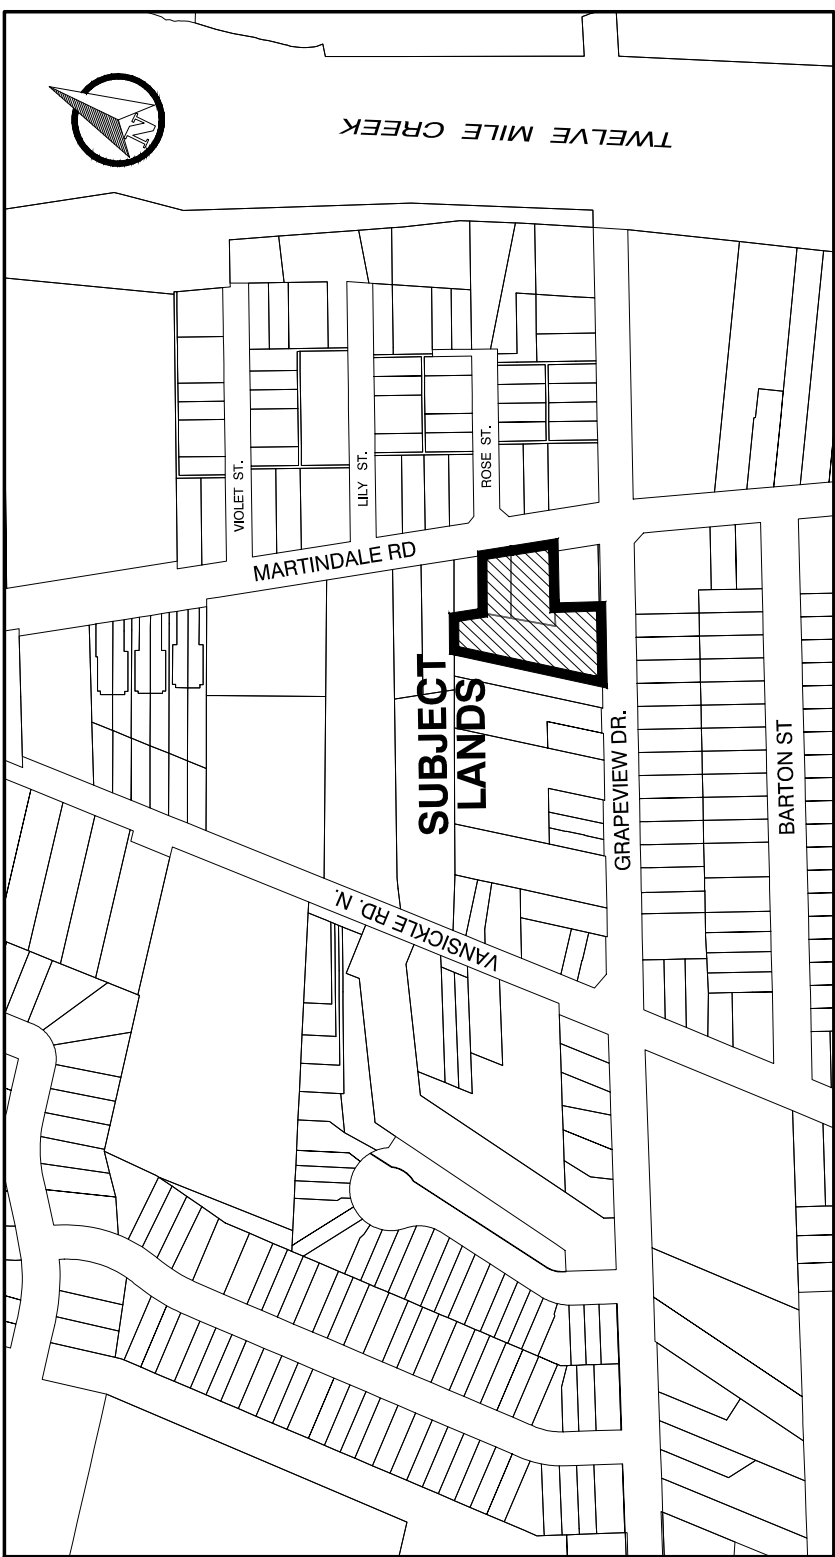 TWELVE MILE CREEK
N
VIOLET ST.
LILY ST.
ROSE ST.
MARTINDALE RD
SUBJECT
LANDS
GRAPEVIEW DR.
BARTON ST
VANSICKLE RD. N.